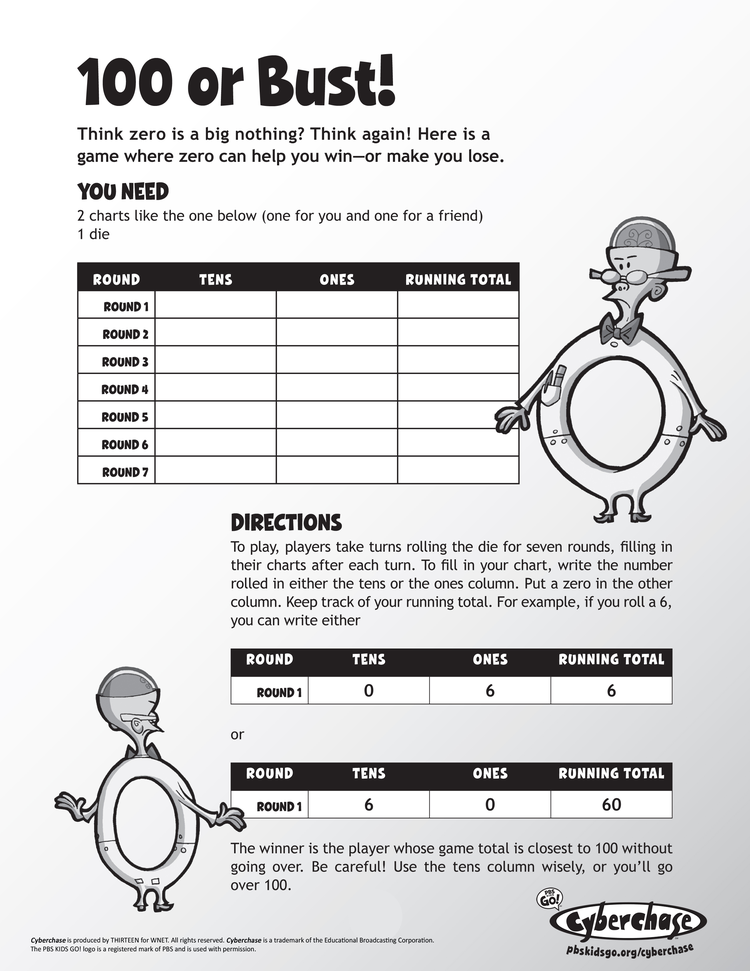 100 or Bust!
Think zero is a big nothing? Think again! Here is a
game where zero can help you win—or make you lose.
YOU NEED
2 charts like the one below (one for you and one for a friend)
1 die
ROUND TENS ONES RUNNING TOTAL
ROUND 1
ROUND 2
ROUND 3
ROUND 4
ROUND 5
ROUND 6
ROUND 7
DIRECTIONS
To play, players take turns rolling the die for seven rounds, filling in
their charts after each turn. To fill in your chart, write the number
rolled in either the tens or the ones column. Put a zero in the other
column. Keep track of your running total. For example, if you roll a 6,
you can write either
ROUND TENS ONES RUNNING TOTAL
ROUND 1 0 6 6
or
ROUND TENS ONES RUNNING TOTAL
ROUND 1 6 0 60
The winner is the player whose game total is closest to 100 without
going over. Be careful! Use the tens column wisely, or you'll go
over 100.
PBS KIDS
GO!
Cyberchase
pbskidsgo.org/cyberchase
Cyberchase is produced by THIRTEEN for WNET. All rights reserved. Cyberchase is a trademark of the Educational Broadcasting Corporation.
The PBS KIDS GO! logo is a registered mark of PBS and is used with permission.